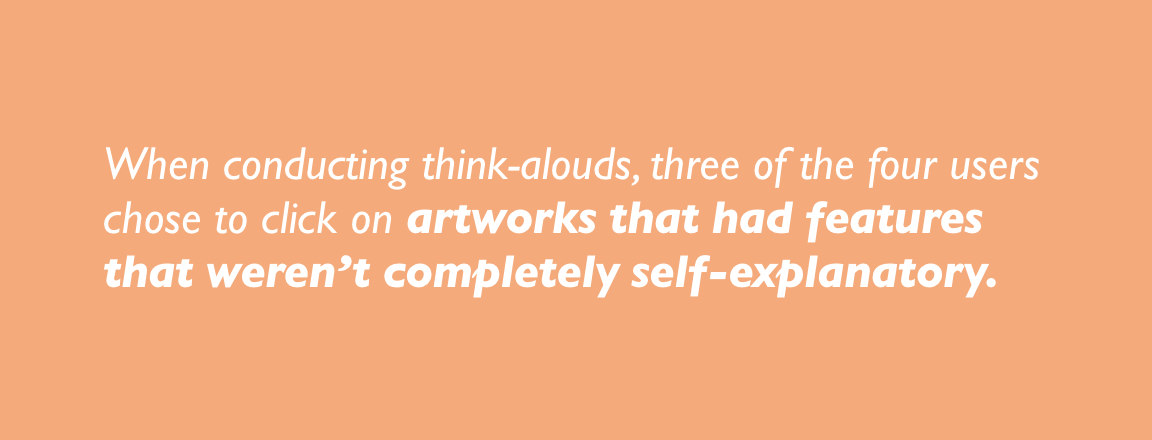 When conducting think-alouds, three of the four users
chose to click on artworks that had features
that weren’t completely self-explanatory.